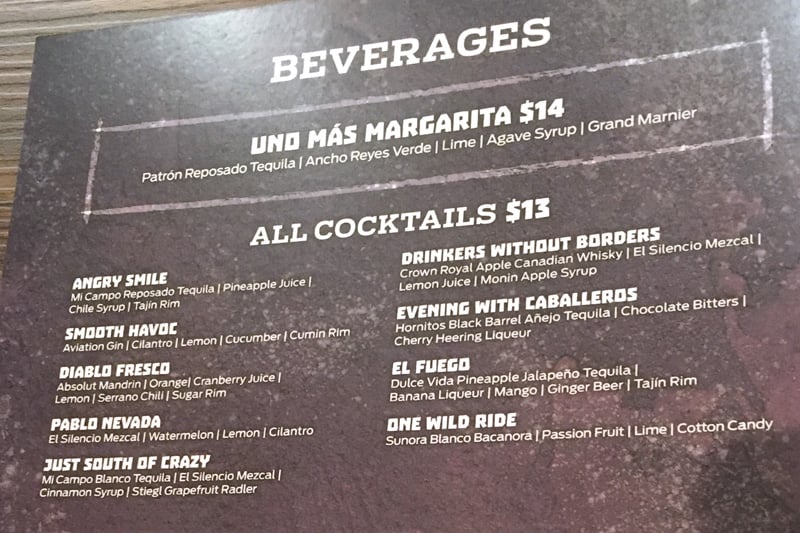 BEVERAGES
UNO MÁS MARGARITA $14
Patrón Reposado Tequila | Ancho Reyes Verde | Lime | Agave Syrup | Grand Marnier
ALL COCKTAILS $13
ANGRY SMILE
Mi Campo Reposado Tequila | Pineapple Juice |
Chile Syrup | Tajín Rim
SMOOTH HAVOC
Aviation Gin | Cilantro | Lemon | Cucumber | Cumin Rim
DIABLO FRESCO
Absolut Mandrin | Orange| Cranberry Juice |
Lemon | Serrano Chili | Sugar Rim
PABLO NEVADA
El Silencio Mezcal | Watermelon | Lemon | Cilantro
JUST SOUTH OF CRAZY
Mi Campo Blanco Tequila | El Silencio Mezcal |
Cinnamon Syrup | Stiegl Grapefruit Radler
DRINKERS WITHOUT BORDERS
Crown Royal Apple Canadian Whisky | El Silencio Mezcal |
Lemon Juice | Monin Apple Syrup
EVENING WITH CABALLEROS
Hornitos Black Barrel Añejo Tequila | Chocolate Bitters |
Cherry Heering Liqueur
EL FUEGO
Dulce Vida Pineapple Jalapeño Tequila |
Banana Liqueur | Mango | Ginger Beer | Tajín Rim
ONE WILD RIDE
Sunora Blanco Bacanora | Passion Fruit | Lime | Cotton Candy